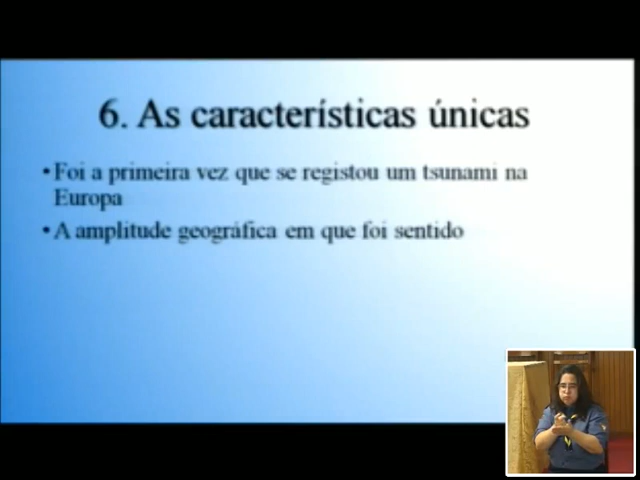 6. As características únicas
•Foi a primeira vez que se registou um tsunami na
Europa
•A amplitude geográfica em que foi sentido